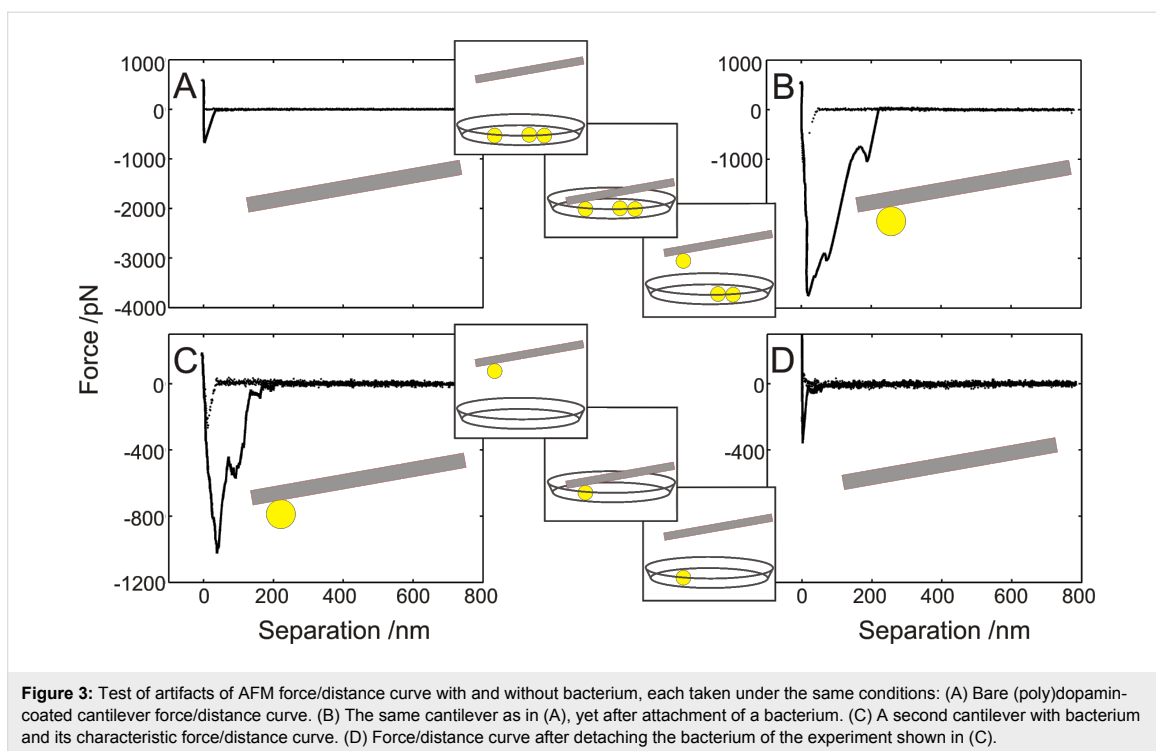 A
B
C
D
1000
0
-1000
-2000
-3000
-4000
1000
0
-1000
-2000
-3000
-4000
Force /pN
0
-400
-800
-1200
0
-400
0 200 400 600 800
0 200 400 600 800
Separation /nm
Separation /nm
Figure 3: Test of artifacts of AFM force/distance curve with and without bacterium, each taken under the same conditions: (A) Bare (poly)dopamin-
coated cantilever force/distance curve. (B) The same cantilever as in (A), yet after attachment of a bacterium. (C) A second cantilever with bacterium
and its characteristic force/distance curve. (D) Force/distance curve after detaching the bacterium of the experiment shown in (C).